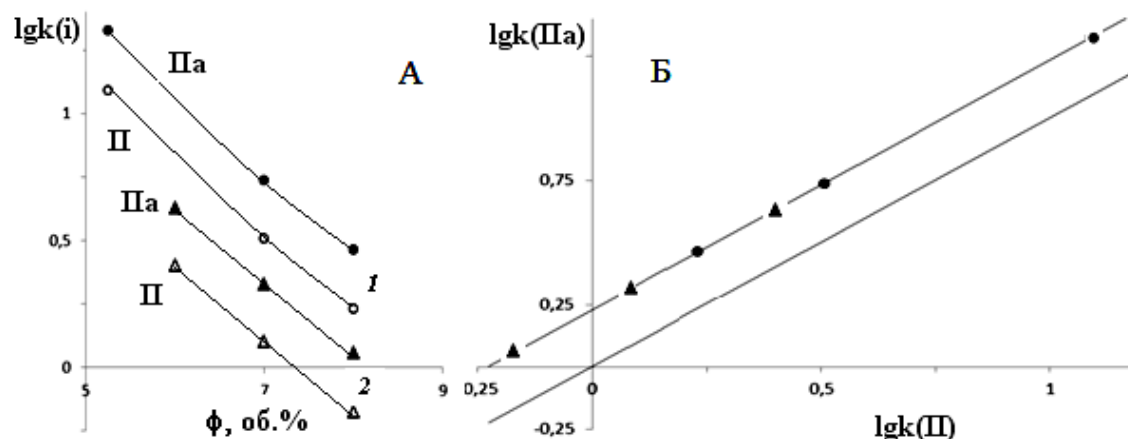 lgk(i)
А
IIa
1
II
IIa
0,5
II
1
0
2
5
7
9
ϕ, об.%
lgk(IIa)
Б
0,75
0,25
0,25
0
0,5
1
-0,25
lgk(II)